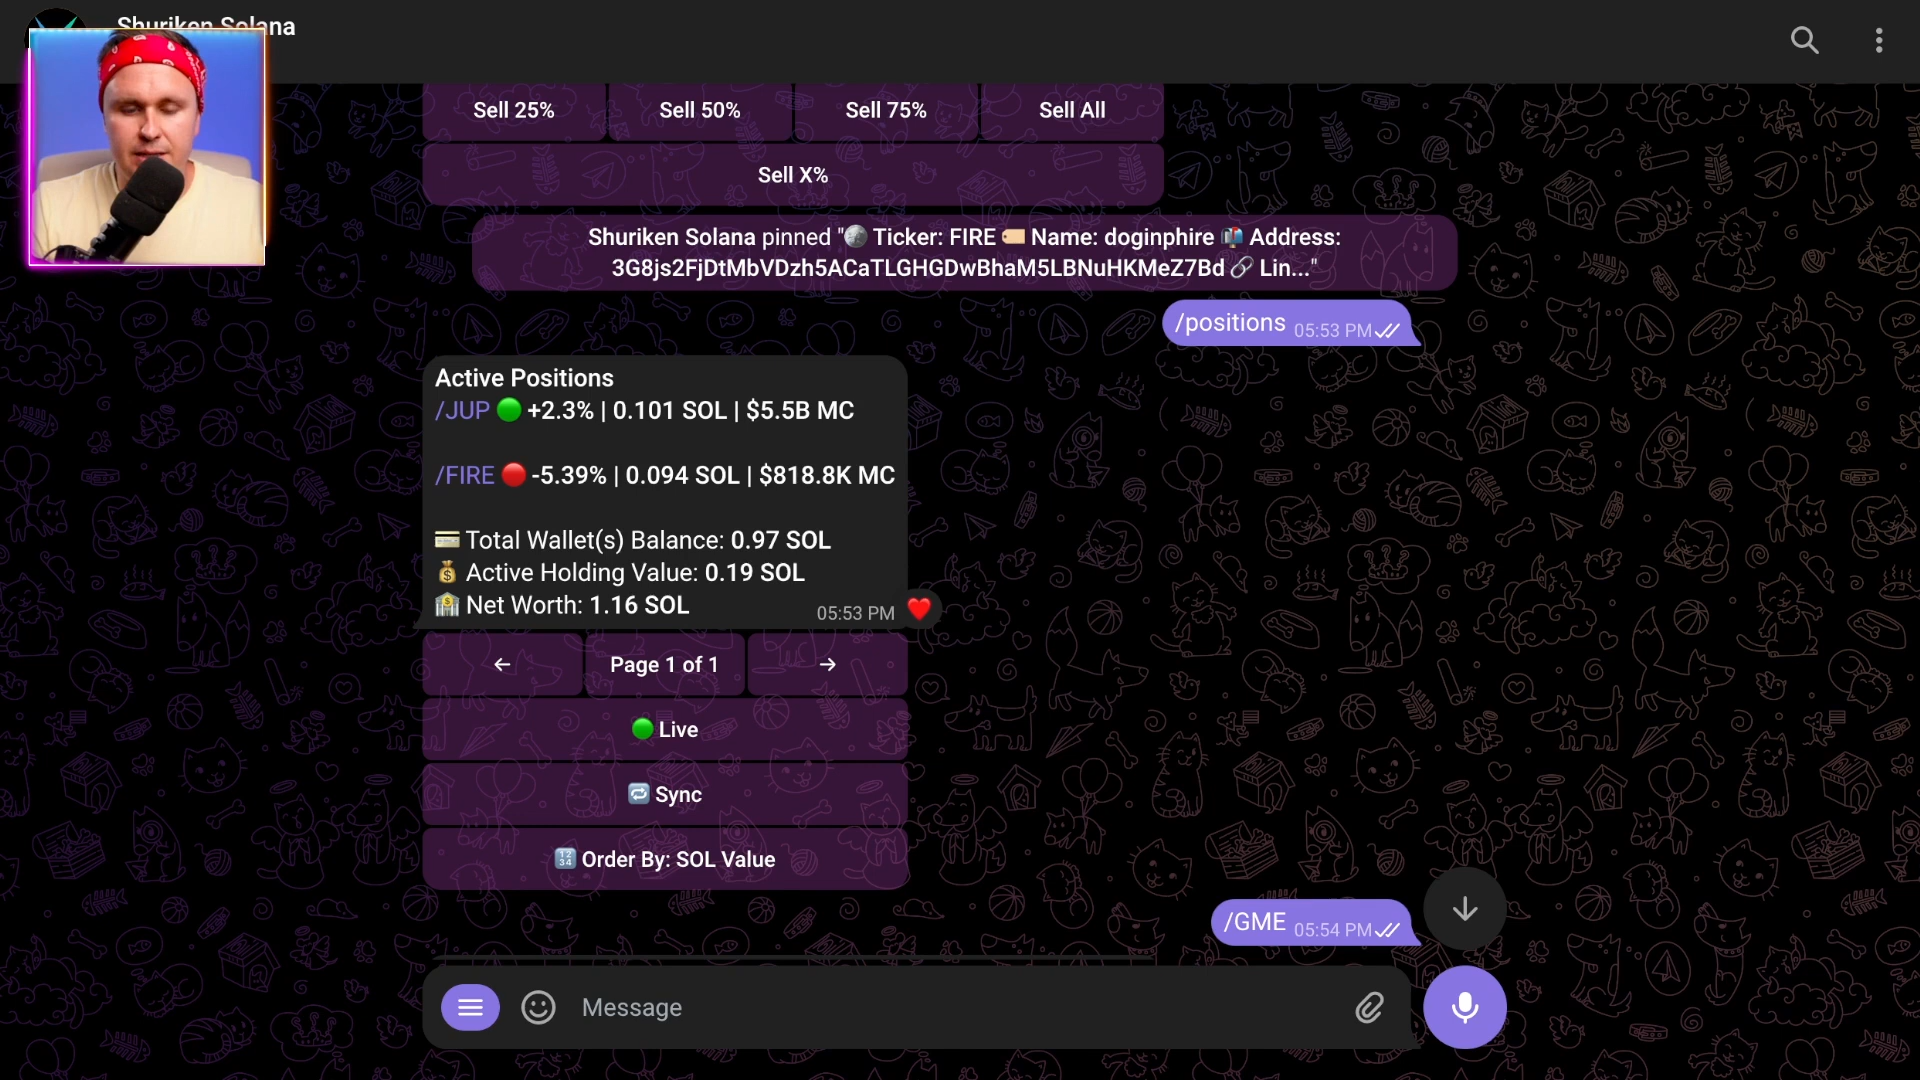 Shuriken Solana
Sell 25%
Sell 50%
Sell 75%
Sell All
Sell X%
Shuriken Solana pinned "🌑 Ticker: FIRE 🏷️ Name: doginphire 📬 Address:
3G8js2FjDtMbVDzh5ACaTLGHGDwBhaM5LBNuHKMeZ7Bd 🔗 Lin..."
/positions 05:53 PM
Active Positions
/JUP 🟢 +2.3% | 0.101 SOL | $5.5B MC
/FIRE 🔴 -5.39% | 0.094 SOL | $818.8K MC
💳 Total Wallet(s) Balance: 0.97 SOL
💰 Active Holding Value: 0.19 SOL
🏦 Net Worth: 1.16 SOL
05:53 PM ❤️
← Page 1 of 1 →
🟢 Live
🔁 Sync
🔢 Order By: SOL Value
/GME 05:54 PM
Message